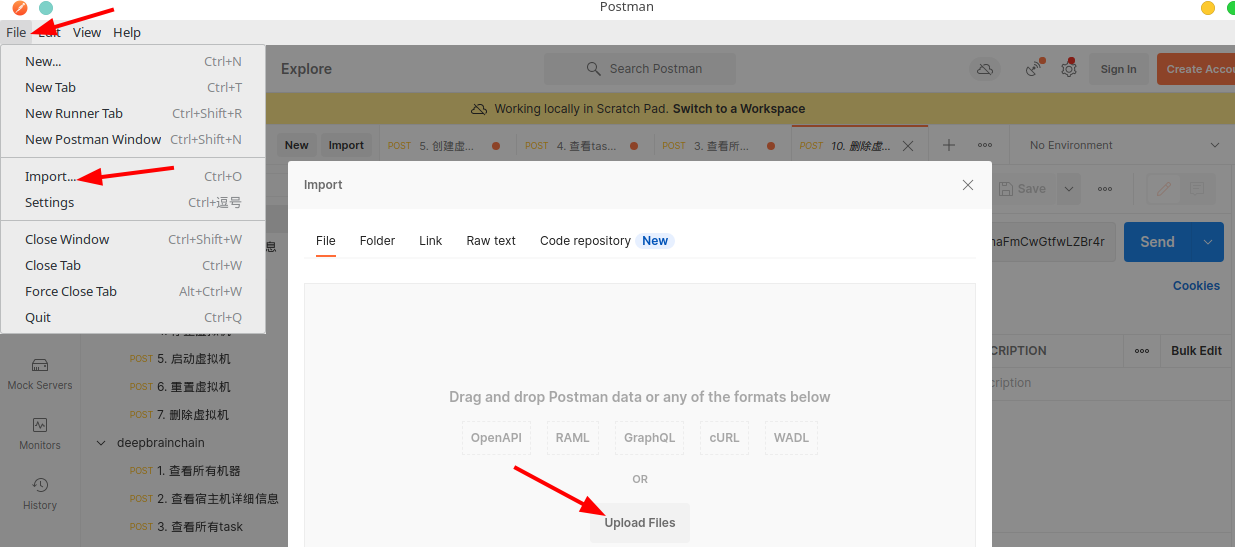 Postman
File Edit View Help
New... Ctrl+N
New Tab Ctrl+T
New Runner Tab Ctrl+Shift+R
New Postman Window Ctrl+Shift+N
Import... Ctrl+O
Settings Ctrl+逗号
Close Window Ctrl+Shift+W
Close Tab Ctrl+W
Force Close Tab Alt+Ctrl+W
Quit Ctrl+Q
Explore Search Postman Sign In Create Accou
Working locally in Scratch Pad. Switch to a Workspace
New Import POST 5. 创建虚... POST 4. 查看tas... POST 3. 查看所... POST 10. 删除虚... No Environment
Save
naFmCwGtfwLZBr4r Send
Cookies
CRIPTION Bulk Edit
cription
Import
File Folder Link Raw text Code repository New
Drag and drop Postman data or any of the formats below
OpenAPI RAML GraphQL cURL WADL
OR
Upload Files
息
POST 5. 启动虚拟机
POST 6. 重置虚拟机
POST 7. 删除虚拟机
deepbrainchain
POST 1. 查看所有机器
POST 2. 查看宿主机详细信息
POST 3. 查看所有task
Mock Servers
Monitors
History